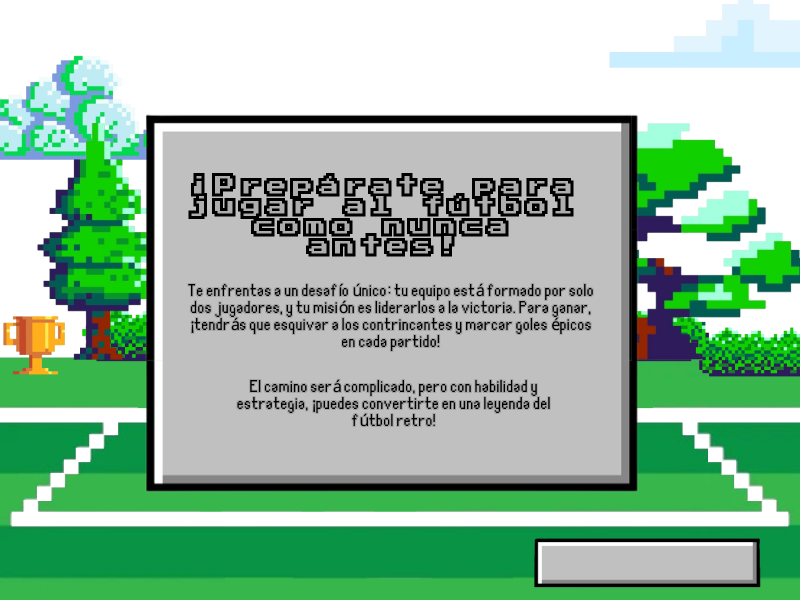 ¡Prepárate para
jugar al fútbol
como nunca
antes!
Te enfrentas a un desafío único: tu equipo está formado por solo
dos jugadores, y tu misión es liderarlos a la victoria. Para ganar,
¡tendrás que esquivar a los contrincantes y marcar goles épicos
en cada partido!
El camino será complicado, pero con habilidad y
estrategia, ¡puedes convertirte en una leyenda del
fútbol retro!